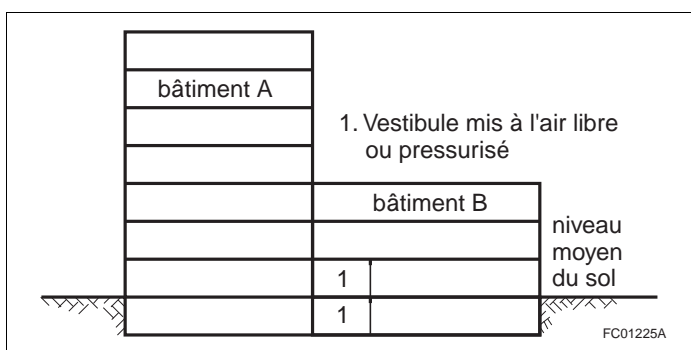 bâtiment A
1. Vestibule mis à l'air libre
ou pressurisé
bâtiment B
niveau
moyen
du sol
1
1
FC01225A